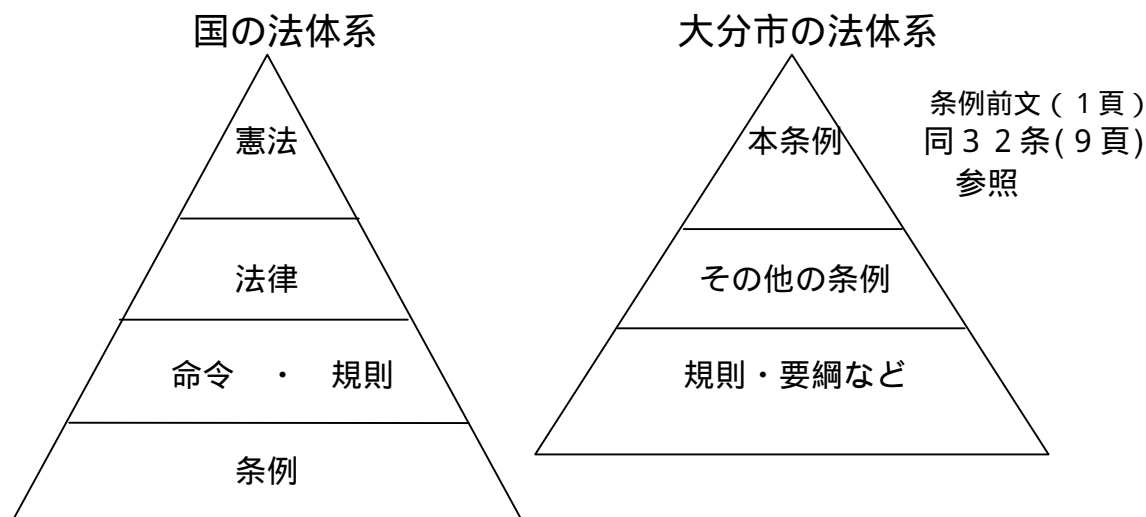 国の法体系
憲法
法律
命令 ・ 規則
条例
大分市の法体系
本条例
その他の条例
規則・要綱など
条例前文(1頁)
同32条(9頁)
参照